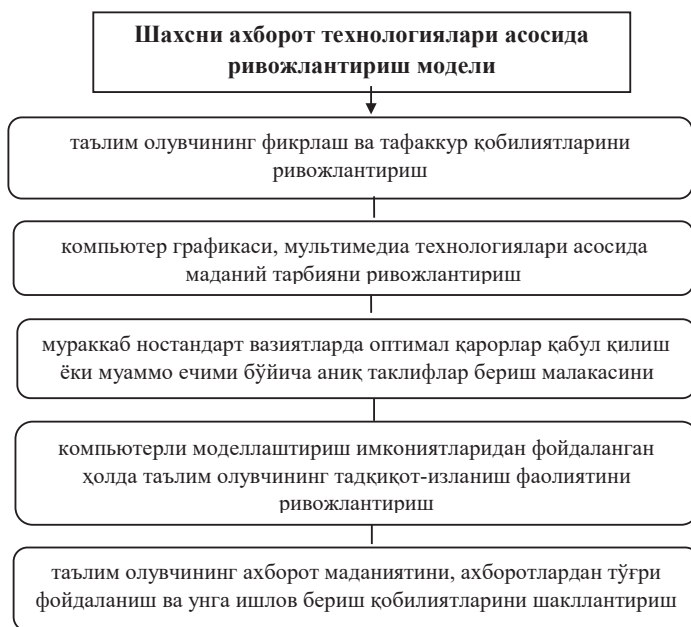 Шахсни ахборот технологиялари асосида
ривожлантириш модели
таълим олувчининг фикрлаш ва тафаккур қобилиятларини
ривожлантириш
компьютер графикаси, мультимедиа технологиялари асосида
маданий тарбияни ривожлантириш
мураккаб ностандарт вазиятларда оптимал қарорлар қабул қилиш
ёки муаммо ечими бўйича аниқ таклифлар бериш малакасини
компьютерли моделлаштириш имкониятларидан фойдаланган
ҳолда таълим олувчининг тадқиқот-изланиш фаолиятини
ривожлантириш
таълим олувчининг ахборот маданиятини, ахборотлардан тўғри
фойдаланиш ва унга ишлов бериш қобилиятларини шакллантириш